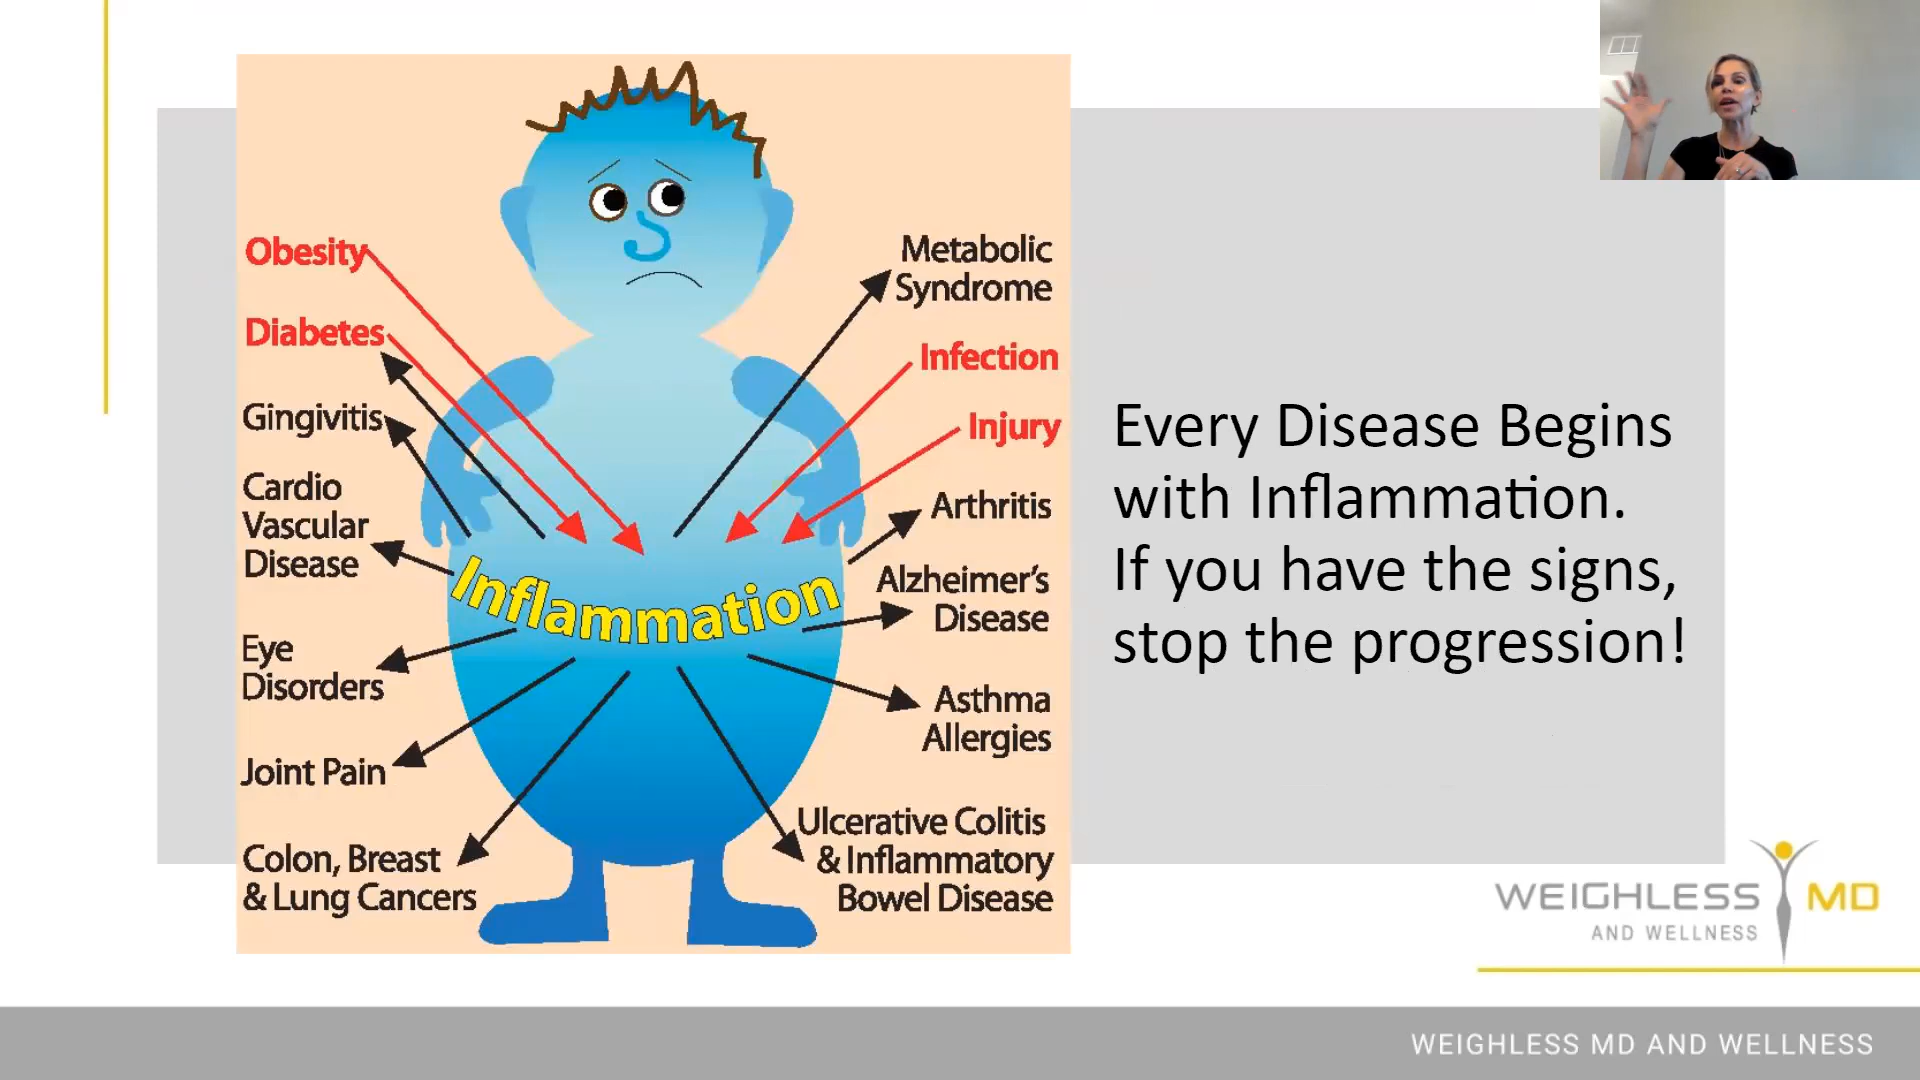 Obesity
Diabetes
Gingivitis
Cardio
Vascular
Disease
Eye
Disorders
Joint Pain
Colon, Breast
& Lung Cancers
Inflammation
Metabolic
Syndrome
Infection
Injury
Arthritis
Alzheimer's
Disease
Asthma
Allergies
Ulcerative Colitis
& Inflammatory
Bowel Disease
Every Disease Begins
with Inflammation.
If you have the signs,
stop the progression!
WEIGHLESS MD
AND WELLNESS
WEIGHLESS MD AND WELLNESS